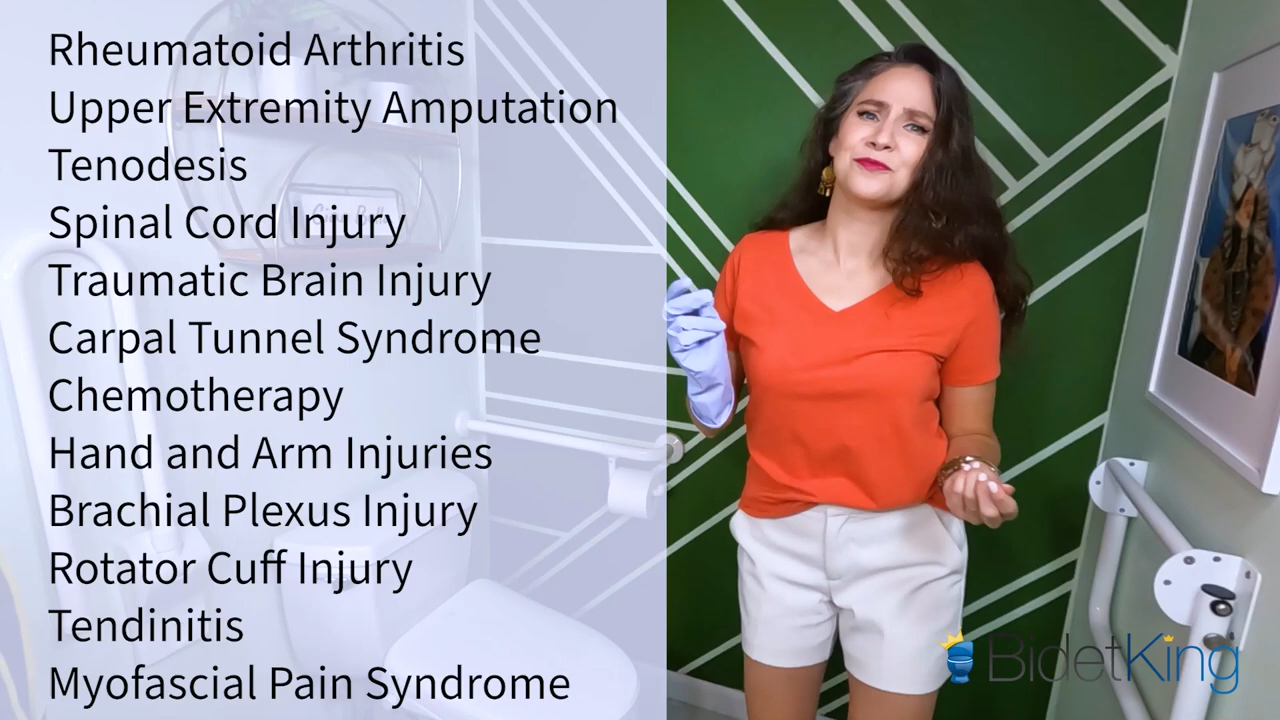 Rheumatoid Arthritis
Upper Extremity Amputation
Tenodesis
Spinal Cord Injury
Traumatic Brain Injury
Carpal Tunnel Syndrome
Chemotherapy
Hand and Arm Injuries
Brachial Plexus Injury
Rotator Cuff Injury
Tendinitis
Myofascial Pain Syndrome
BidetKing